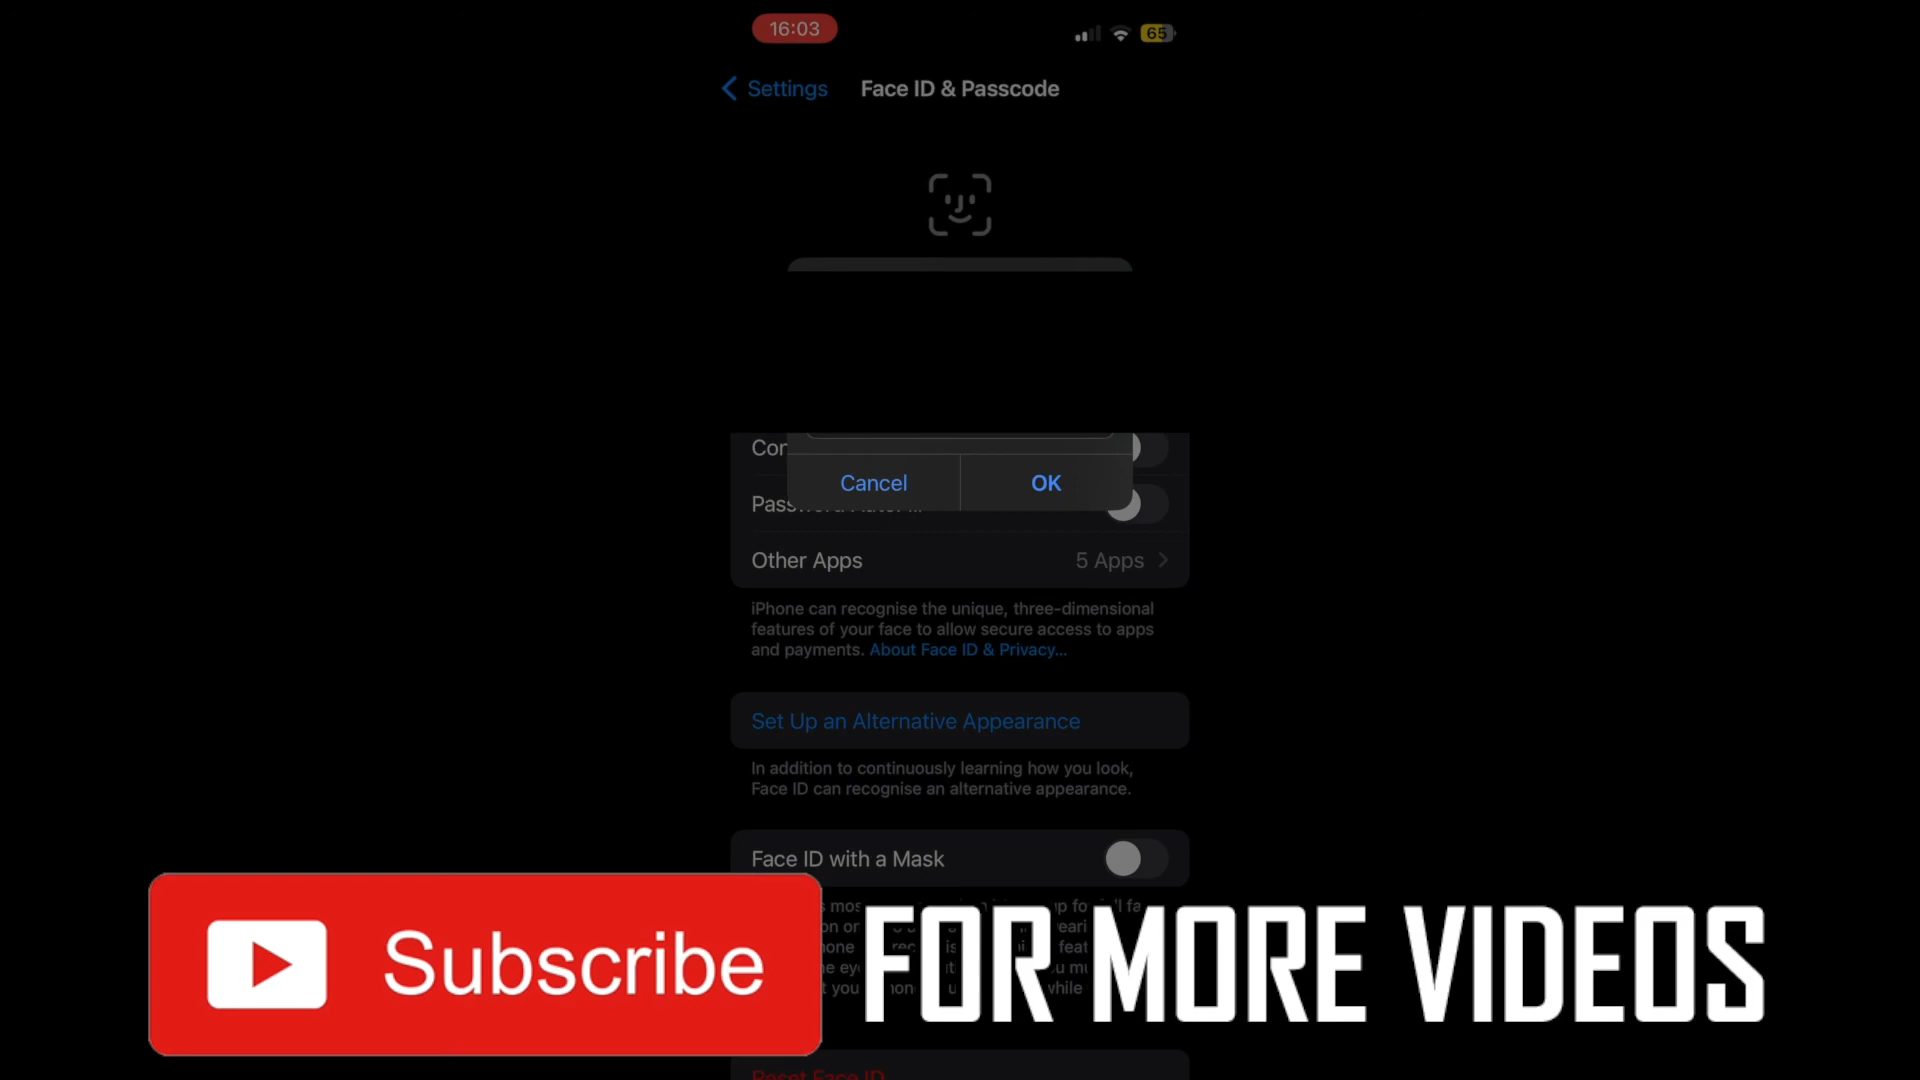 16:03
65
Settings
Face ID & Passcode
Cancel
OK
Other Apps
5 Apps
iPhone can recognise the unique, three-dimensional
features of your face to allow secure access to apps
and payments. About Face ID & Privacy...
Set Up an Alternative Appearance
In addition to continuously learning how you look,
Face ID can recognise an alternative appearance.
Face ID with a Mask
Subscribe
FOR MORE VIDEOS
Reset Face ID